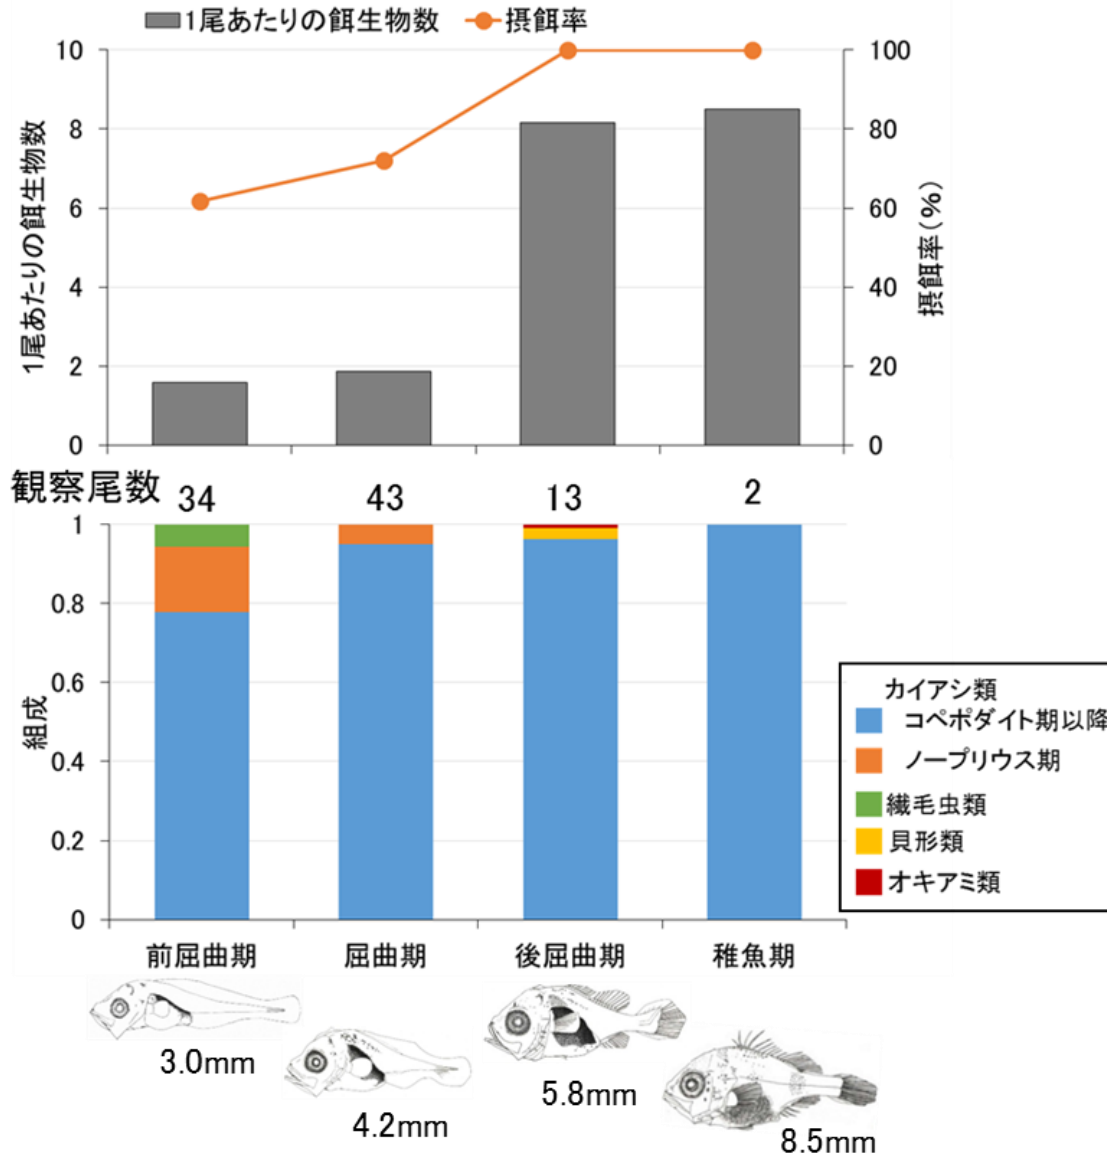 1尾あたりの餌生物数 摂餌率
10 100
8 80
6 60
4 40
2 20
0 0
1尾あたりの餌生物数
摂餌率(%)
観察尾数 34 43 13 2
1
0.8
0.6
0.4
0.2
0
組成
カイアシ類
コペポダイト期以降
ノープリウス期
繊毛虫類
貝形類
オキアミ類
前屈曲期 屈曲期 後屈曲期 稚魚期
3.0mm
4.2mm
5.8mm
8.5mm